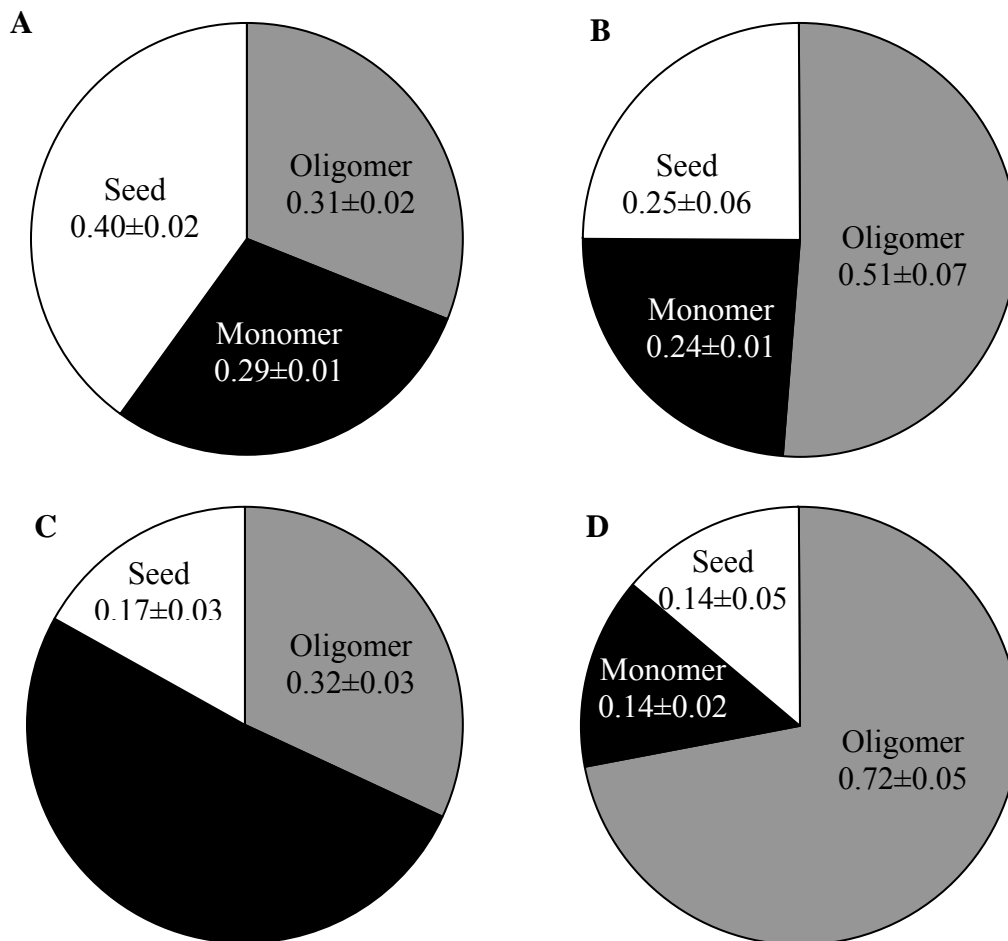 A
Seed
0.40±0.02
Oligomer
0.31±0.02
Monomer
0.29±0.01
B
Seed
0.25±0.06
Oligomer
0.51±0.07
Monomer
0.24±0.01
C
Seed
0.17±0.03
Oligomer
0.32±0.03
D
Seed
0.14±0.05
Monomer
0.14±0.02
Oligomer
0.72±0.05